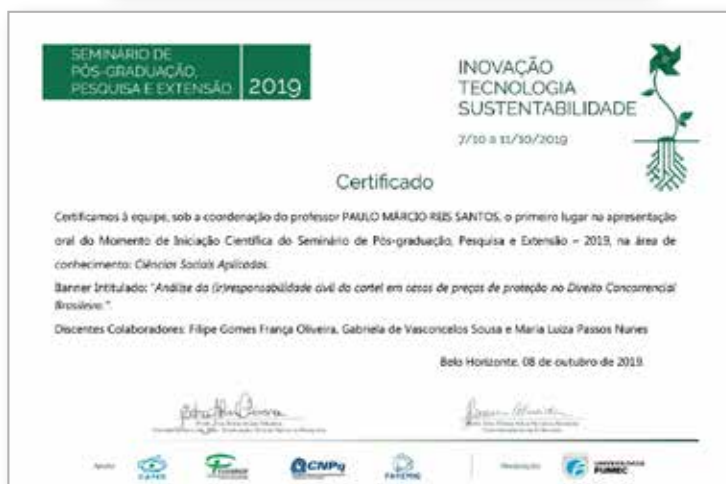 SEMINÁRIO DE
PÓS-GRADUAÇÃO,
PESQUISA E EXTENSÃO
2019
INOVAÇÃO
TECNOLOGIA
SUSTENTABILIDADE
7/10 a 11/10/2019
Certificado
Certificamos à equipe, sob a coordenação do professor PAULO MÁRCIO REIS SANTOS, o primeiro lugar na apresentação
oral do Momento de Iniciação Científica do Seminário de Pós-graduação, Pesquisa e Extensão – 2019, na área de
conhecimento: Ciências Sociais Aplicadas.
Banner Intitulado: "Análise da (ir)responsabilidade civil do cartel em casos de preços de proteção no Direito Concorrencial
Brasileiro.".
Discentes Colaboradores: Filipe Gomes França Oliveira, Gabriela de Vasconcelos Sousa e Maria Luiza Passos Nunes
Belo Horizonte, 08 de outubro de 2019.
Apoio
CAPES
CNPq
FAPEMIG
Realização
FUMEC